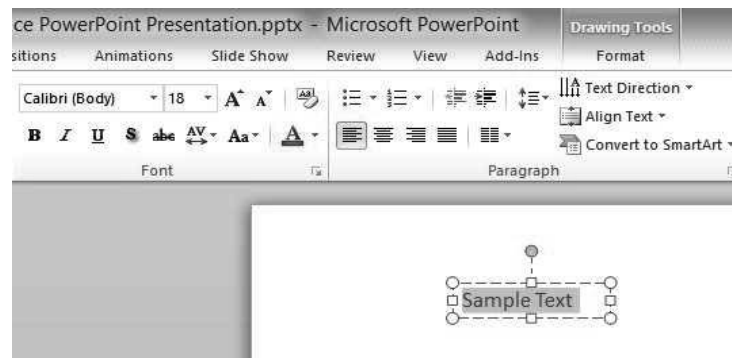 ce PowerPoint Presentation.pptx - Microsoft PowerPoint
Drawing Tools
sitions Animations Slide Show Review View Add-Ins Format
Calibri (Body) 18 A A Aa
Text Direction
Align Text
B I U S abc AV Aa A
Convert to SmartArt
Font Paragraph
Sample Text